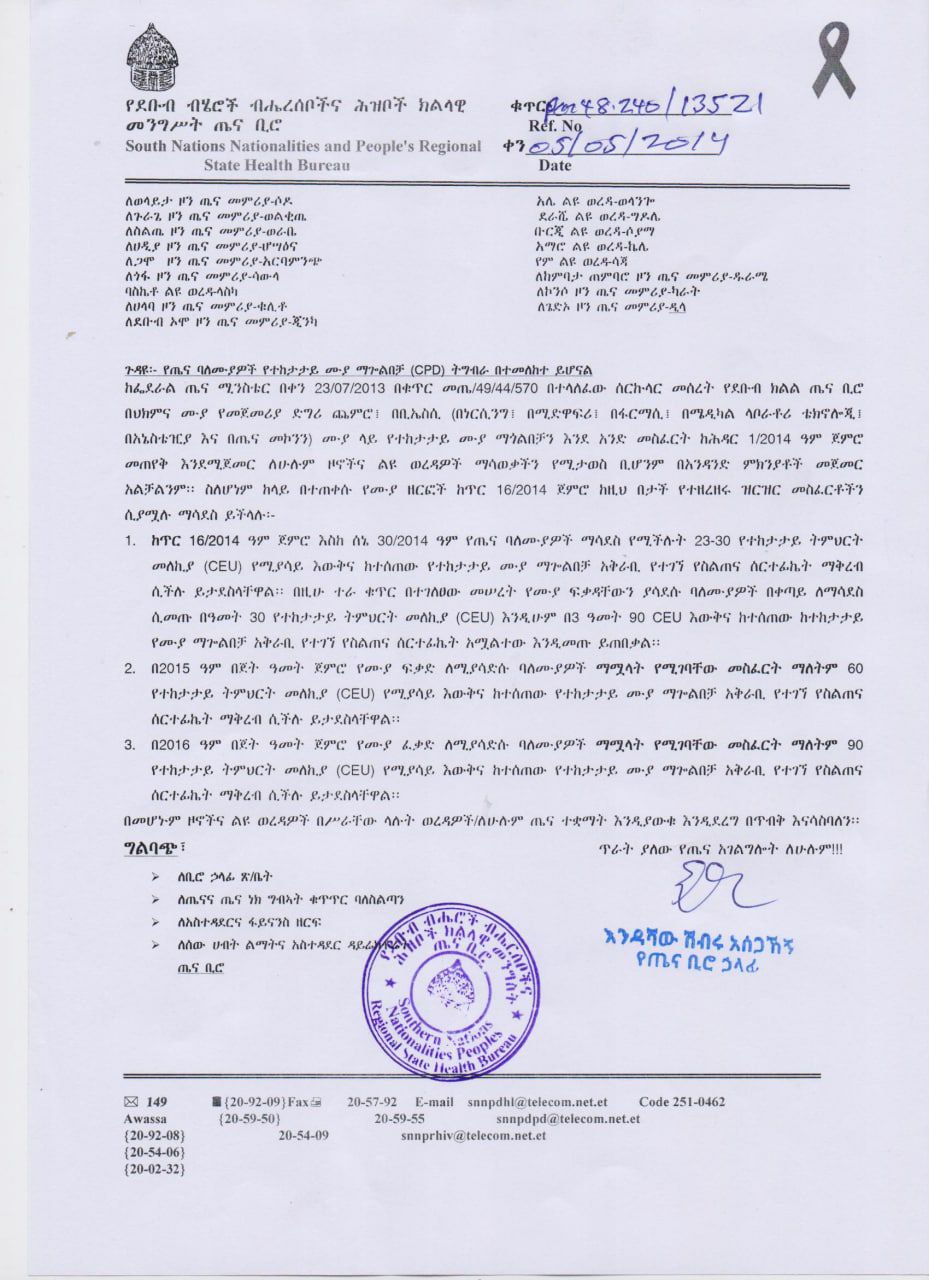 የደቡብ ብሄሮች ብሔረሰቦችና ሕዝቦች ክልላዊ
መንግሥት ጤና ቢሮ
South Nations Nationalities and People's Regional
State Health Bureau
ቁጥር 48-240/13521
Ref. No
ቀን 05/05/2014
Date
ለወላይታ ዞን ጤና መምሪያ-ሶዶ
ለጉራጌ ዞን ጤና መምሪያ-ወልቂጤ
ለስልጤ ዞን ጤና መምሪያ-ወራቤ
ለሀዲያ ዞን ጤና መምሪያ-ሆሣዕና
ለጋሞ ዞን ጤና መምሪያ-አርባምንጭ
ለጎፋ ዞን ጤና መምሪያ-ሳውላ
ባስኬቶ ልዩ ወረዳ-ላስካ
ለሀላባ ዞን ጤና መምሪያ-ቁሊቶ
ለደቡብ ኦሞ ዞን ጤና መምሪያ-ጂንካ
አሌ ልዩ ወረዳ-ወላንጐ
ደራሼ ልዩ ወረዳ-ግዶሌ
ቡርጂ ልዩ ወረዳ-ሶያማ
አማሮ ልዩ ወረዳ-ኬሌ
የም ልዩ ወረዳ-ሳጃ
ለከምባታ ጠምባሮ ዞን ጤና መምሪያ-ዱራሜ
ለኮንሶ ዞን ጤና መምሪያ-ካራት
ለጌድኦ ዞን ጤና መምሪያ-ዲላ
ጉዳዩ፡- የጤና ባለሙያዎች የተከታታይ ሙያ ማጐልበቻ (CPD) ትግብራ በተመለከተ ይሆናል
ከፌደራል ጤና ሚንስቴር በቀን 23/07/2013 በቁጥር መጤ/49/44/570 በተላለፈው ሰርኩላር መሰረት የደቡብ ክልል ጤና ቢሮ
በህክምና ሙያ የመጀመሪያ ድግሪ ጨምሮ፤ በቢኤስሲ (በነርሲንግ፤ በሚድዋፍሪ፤ በፋርማሲ፤ በሜዲካል ላቦራቶሪ ቴክኖሎጂ፤
በአኔስቴዢያ እና በጤና መኮንን) ሙያ ላይ የተከታታይ ሙያ ማጎልበቻን እንደ አንድ መስፈርት ከሕዳር 1/2014 ዓም ጀምሮ
መጠየቅ እንደሚጀመር ለሁሉም ዞኖችና ልዩ ወረዳዎች ማሳወቃችን የሚታወስ ቢሆንም በአንዳንድ ምክንያቶች መጀመር
አልቻልንም፡፡ ስለሆነም ከላይ በተጠቀሱ የሙያ ዘርፎች ከጥር 16/2014 ጀምሮ ከዚህ በታች የተዘረዘሩ ዝርዝር መስፈርቶችን
ሲያሟሉ ማሳደስ ይችላሉ፡-
1. ከጥር 16/2014 ዓም ጀምሮ እስከ ሰኔ 30/2014 ዓም የጤና ባለሙያዎች ማሳደስ የሚችሉት 23-30 የተከታታይ ትምህርት
መለኪያ (CEU) የሚያሳይ እውቅና ከተሰጠው የተከታታይ ሙያ ማጐልበቻ አቅራቢ የተገኘ የስልጠና ሰርተፊኬት ማቅረብ
ሲችሉ ይታደስላቸዋል፡፡ በዚሁ ተራ ቁጥር በተገለፀው መሠረት የሙያ ፍቃዳቸውን ያሳደሱ ባለሙያዎች በቀጣይ ለማሳደስ
ሲመጡ በዓመት 30 የተከታታይ ትምህርት መለኪያ (CEU) እንዲሁም በ3 ዓመት 90 CEU እውቅና ከተሰጠው ከተከታታይ
የሙያ ማጐልበቻ አቅራቢ የተገኘ የስልጠና ሰርተፊኬት አሟልተው እንዲመጡ ይጠበቃል፡፡
2. በ2015 ዓም በጀት ዓመት ጀምሮ የሙያ ፍቃድ ለሚያሳድሱ ባለሙያዎች ማሟላት የሚገባቸው መስፈርት ማለትም 60
የተከታታይ ትምህርት መለኪያ (CEU) የሚያሳይ እውቅና ከተሰጠው የተከታታይ ሙያ ማጐልበቻ አቅራቢ የተገኘ የስልጠና
ሰርተፊኬት ማቅረብ ሲችሉ ይታደስላቸዋል፡፡
3. በ2016 ዓም በጀት ዓመት ጀምሮ የሙያ ፈቃድ ለሚያሳድሱ ባለሙያዎች ማሟላት የሚገባቸው መስፈርት ማለትም 90
የተከታታይ ትምህርት መለኪያ (CEU) የሚያሳይ እውቅና ከተሰጠው የተከታታይ ሙያ ማጐልበቻ አቅራቢ የተገኘ የስልጠና
ሰርተፊኬት ማቅረብ ሲችሉ ይታደስላቸዋል፡፡
በመሆኑም ዞኖችና ልዩ ወረዳዎች በሥራቸው ላሉት ወረዳዎች/ለሁሉም ጤና ተቋማት እንዲያውቁ እንዲደረግ በጥብቅ እናሳስባለን፡፡
ግልባጭ፣
ጥራት ያለው የጤና አገልግሎት ለሁሉም!!!
➢ ለቢሮ ኃላፊ ጽ/ቤት
➢ ለጤናና ጤና ነክ ግብኣት ቁጥጥር ባለስልጣን
➢ ለአስተዳደርና ፋይናንስ ዘርፍ
➢ ለሰው ሀብት ልማትና አስተዳደር ዳይሬክቶሬት
ጤና ቢሮ
እንዳሻው ሽብሩ አሰጋኸኝ
የጤና ቢሮ ኃላፊ
የደቡብ ብሔሮች ብሔረሰቦችና
ሕዝቦች ክልላዊ መንግስት
ጤና ቢሮ
Southern Nations
Nationalities Peoples
Regional State Health Bureau
✉ 149 {20-92-09}Fax 20-57-92 E-mail snnpdhl@telecom.net.et Code 251-0462
Awassa {20-59-50} 20-59-55 snnpdpd@telecom.net.et
{20-92-08} 20-54-09 snnprhiv@telecom.net.et
{20-54-06}
{20-02-32}